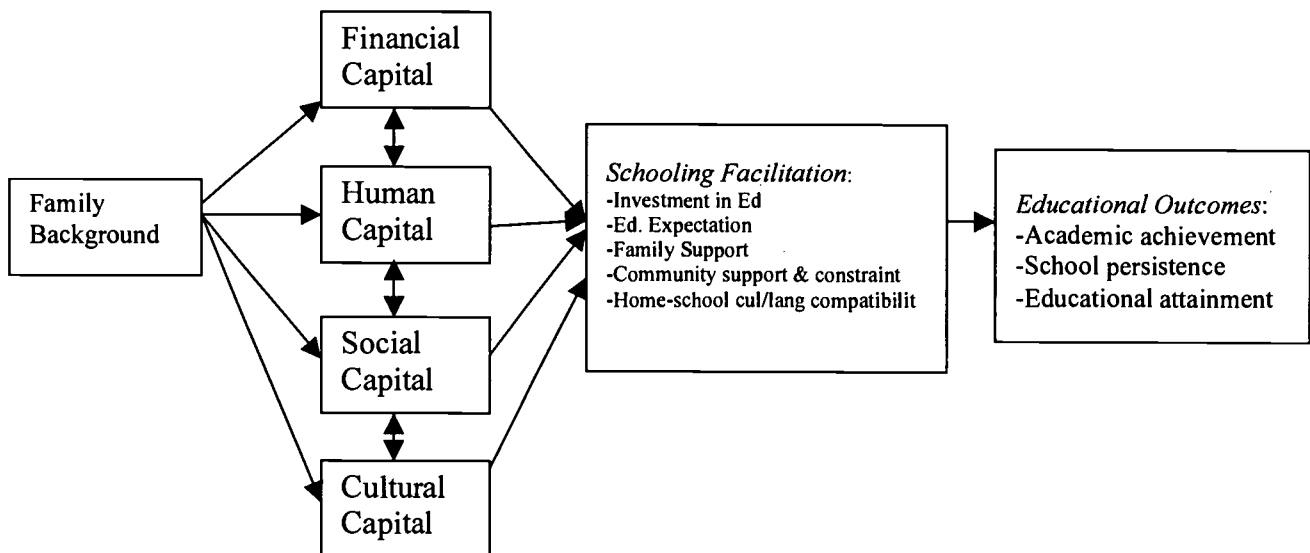 Family
Background
Financial
Capital
Human
Capital
Social
Capital
Cultural
Capital
Schooling Facilitation:
-Investment in Ed
-Ed. Expectation
-Family Support
-Community support & constraint
-Home-school cul/lang compatibilit
Educational Outcomes:
-Academic achievement
-School persistence
-Educational attainment